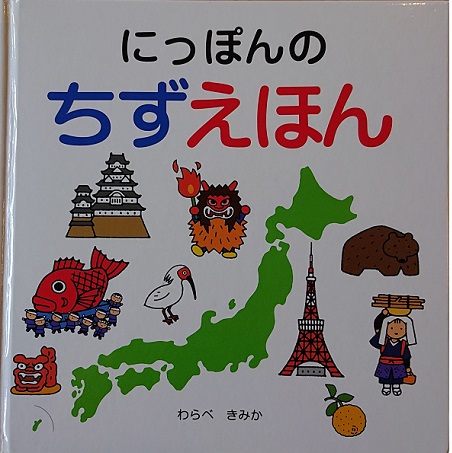 にっぽんの
ちずえほん
わらべ きみか